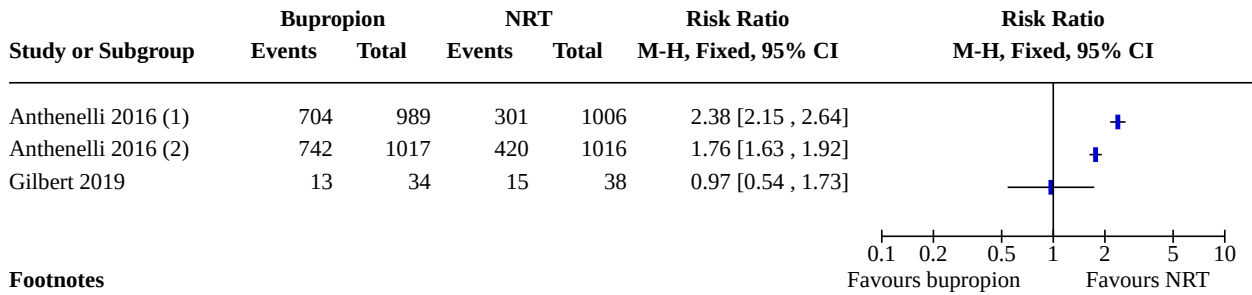 Bupropion NRT Risk Ratio Risk Ratio
Study or Subgroup Events Total Events Total M-H, Fixed, 95% CI M-H, Fixed, 95% CI
Anthenelli 2016 (1) 704 989 301 1006 2.38 [2.15 , 2.64]
Anthenelli 2016 (2) 742 1017 420 1016 1.76 [1.63 , 1.92]
Gilbert 2019 13 34 15 38 0.97 [0.54 , 1.73]
0.1 0.2 0.5 1 2 5 10
Footnotes Favours bupropion Favours NRT